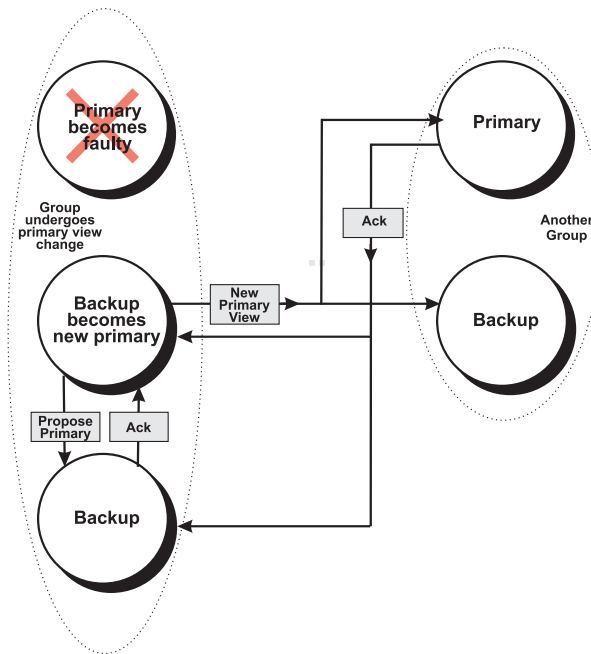 Primary
becomes
faulty
Primary
Group
undergoes
primary view
change
Ack
Another
Group
Backup
becomes
new primary
New
Primary
View
Backup
Propose
Primary
Ack
Backup